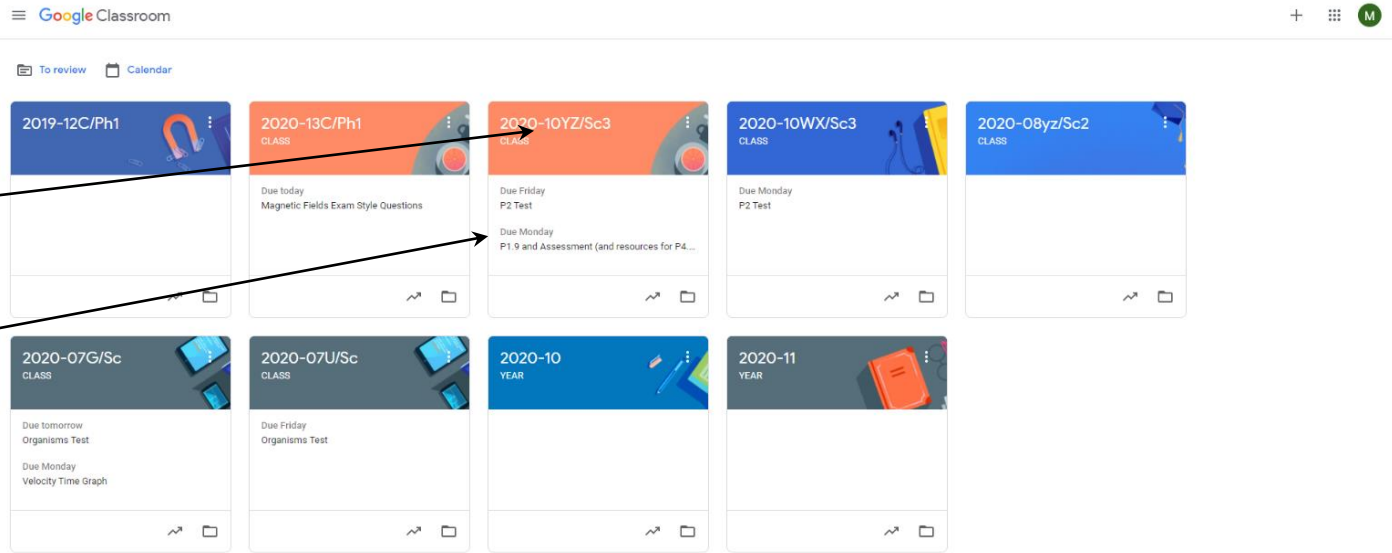 Google Classroom
M
To review
Calendar
2019-12C/Ph1
2020-13C/Ph1
CLASS
Due today
Magnetic Fields Exam Style Questions
2020-10YZ/Sc3
CLASS
Due Friday
P2 Test
Due Monday
P1.9 and Assessment (and resources for P4...
2020-10WX/Sc3
CLASS
Due Monday
P2 Test
2020-08yz/Sc2
CLASS
2020-07G/Sc
CLASS
Due tomorrow
Organisms Test
Due Monday
Velocity Time Graph
2020-07U/Sc
CLASS
Due Friday
Organisms Test
2020-10
YEAR
2020-11
YEAR